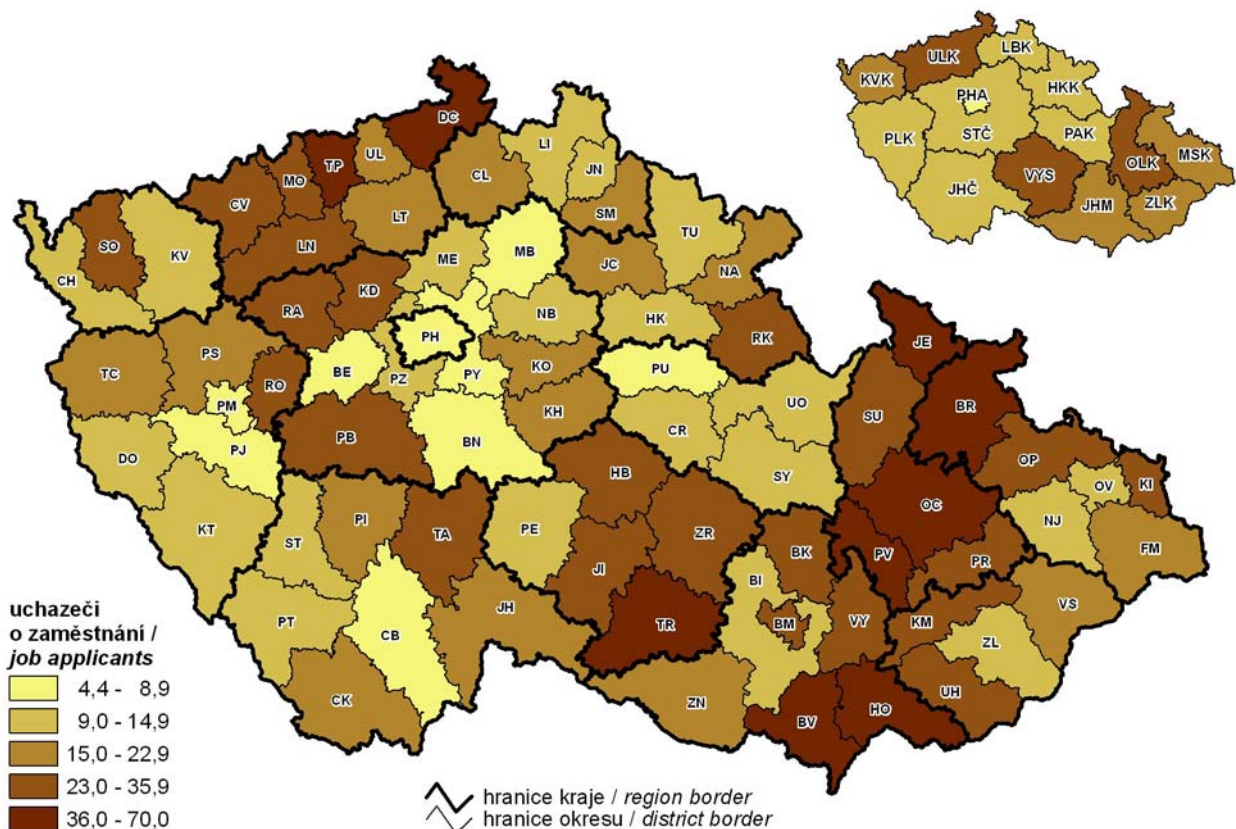 DC
LI
UL
TP
JN
MO
CL
CV
LT
SM
SO
KV
LN
TU
CH
ME
MB
JC
NA
KD
RA
NB
HK
PH
RK
JE
PS
TC
BE
PZ
PY
KO
PU
RO
PM
UO
SU
BR
KH
CR
PJ
PB
BN
DO
OP
HB
SY
OV
KI
OC
KT
ST
PI
TA
PE
ZR
NJ
PV
FM
BK
JI
PR
BI
VS
JH
PT
CB
TR
BM
VY
KM
ZL
CK
ZN
BV
HO
UH
ULK
LBK
KVK
PHA
HKK
STČ
PLK
PAK
MSK
OLK
VYS
JHČ
JHM
ZLK
uchazeči
o zaměstnání /
job applicants
4,4 - 8,9
9,0 - 14,9
15,0 - 22,9
23,0 - 35,9
36,0 - 70,0
hranice kraje / region border
hranice okresu / district border